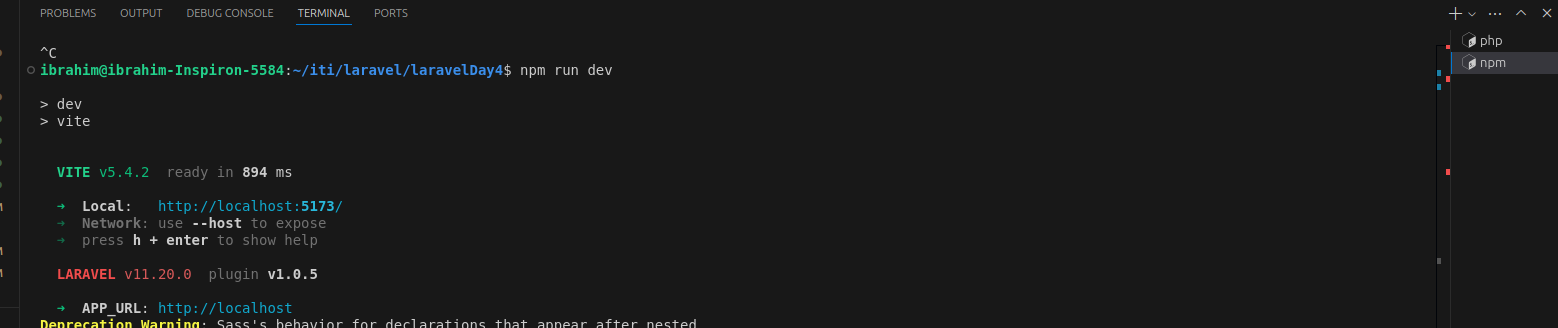 PROBLEMS OUTPUT DEBUG CONSOLE TERMINAL PORTS
php
npm
^C
ibrahim@ibrahim-Inspiron-5584:~/iti/laravel/laravelDay4$ npm run dev
> dev
> vite
VITE v5.4.2 ready in 894 ms
➜ Local: http://localhost:5173/
➜ Network: use --host to expose
➜ press h + enter to show help
LARAVEL v11.20.0 plugin v1.0.5
➜ APP_URL: http://localhost
Deprecation Warning: Sass's behavior for declarations that appear after nested